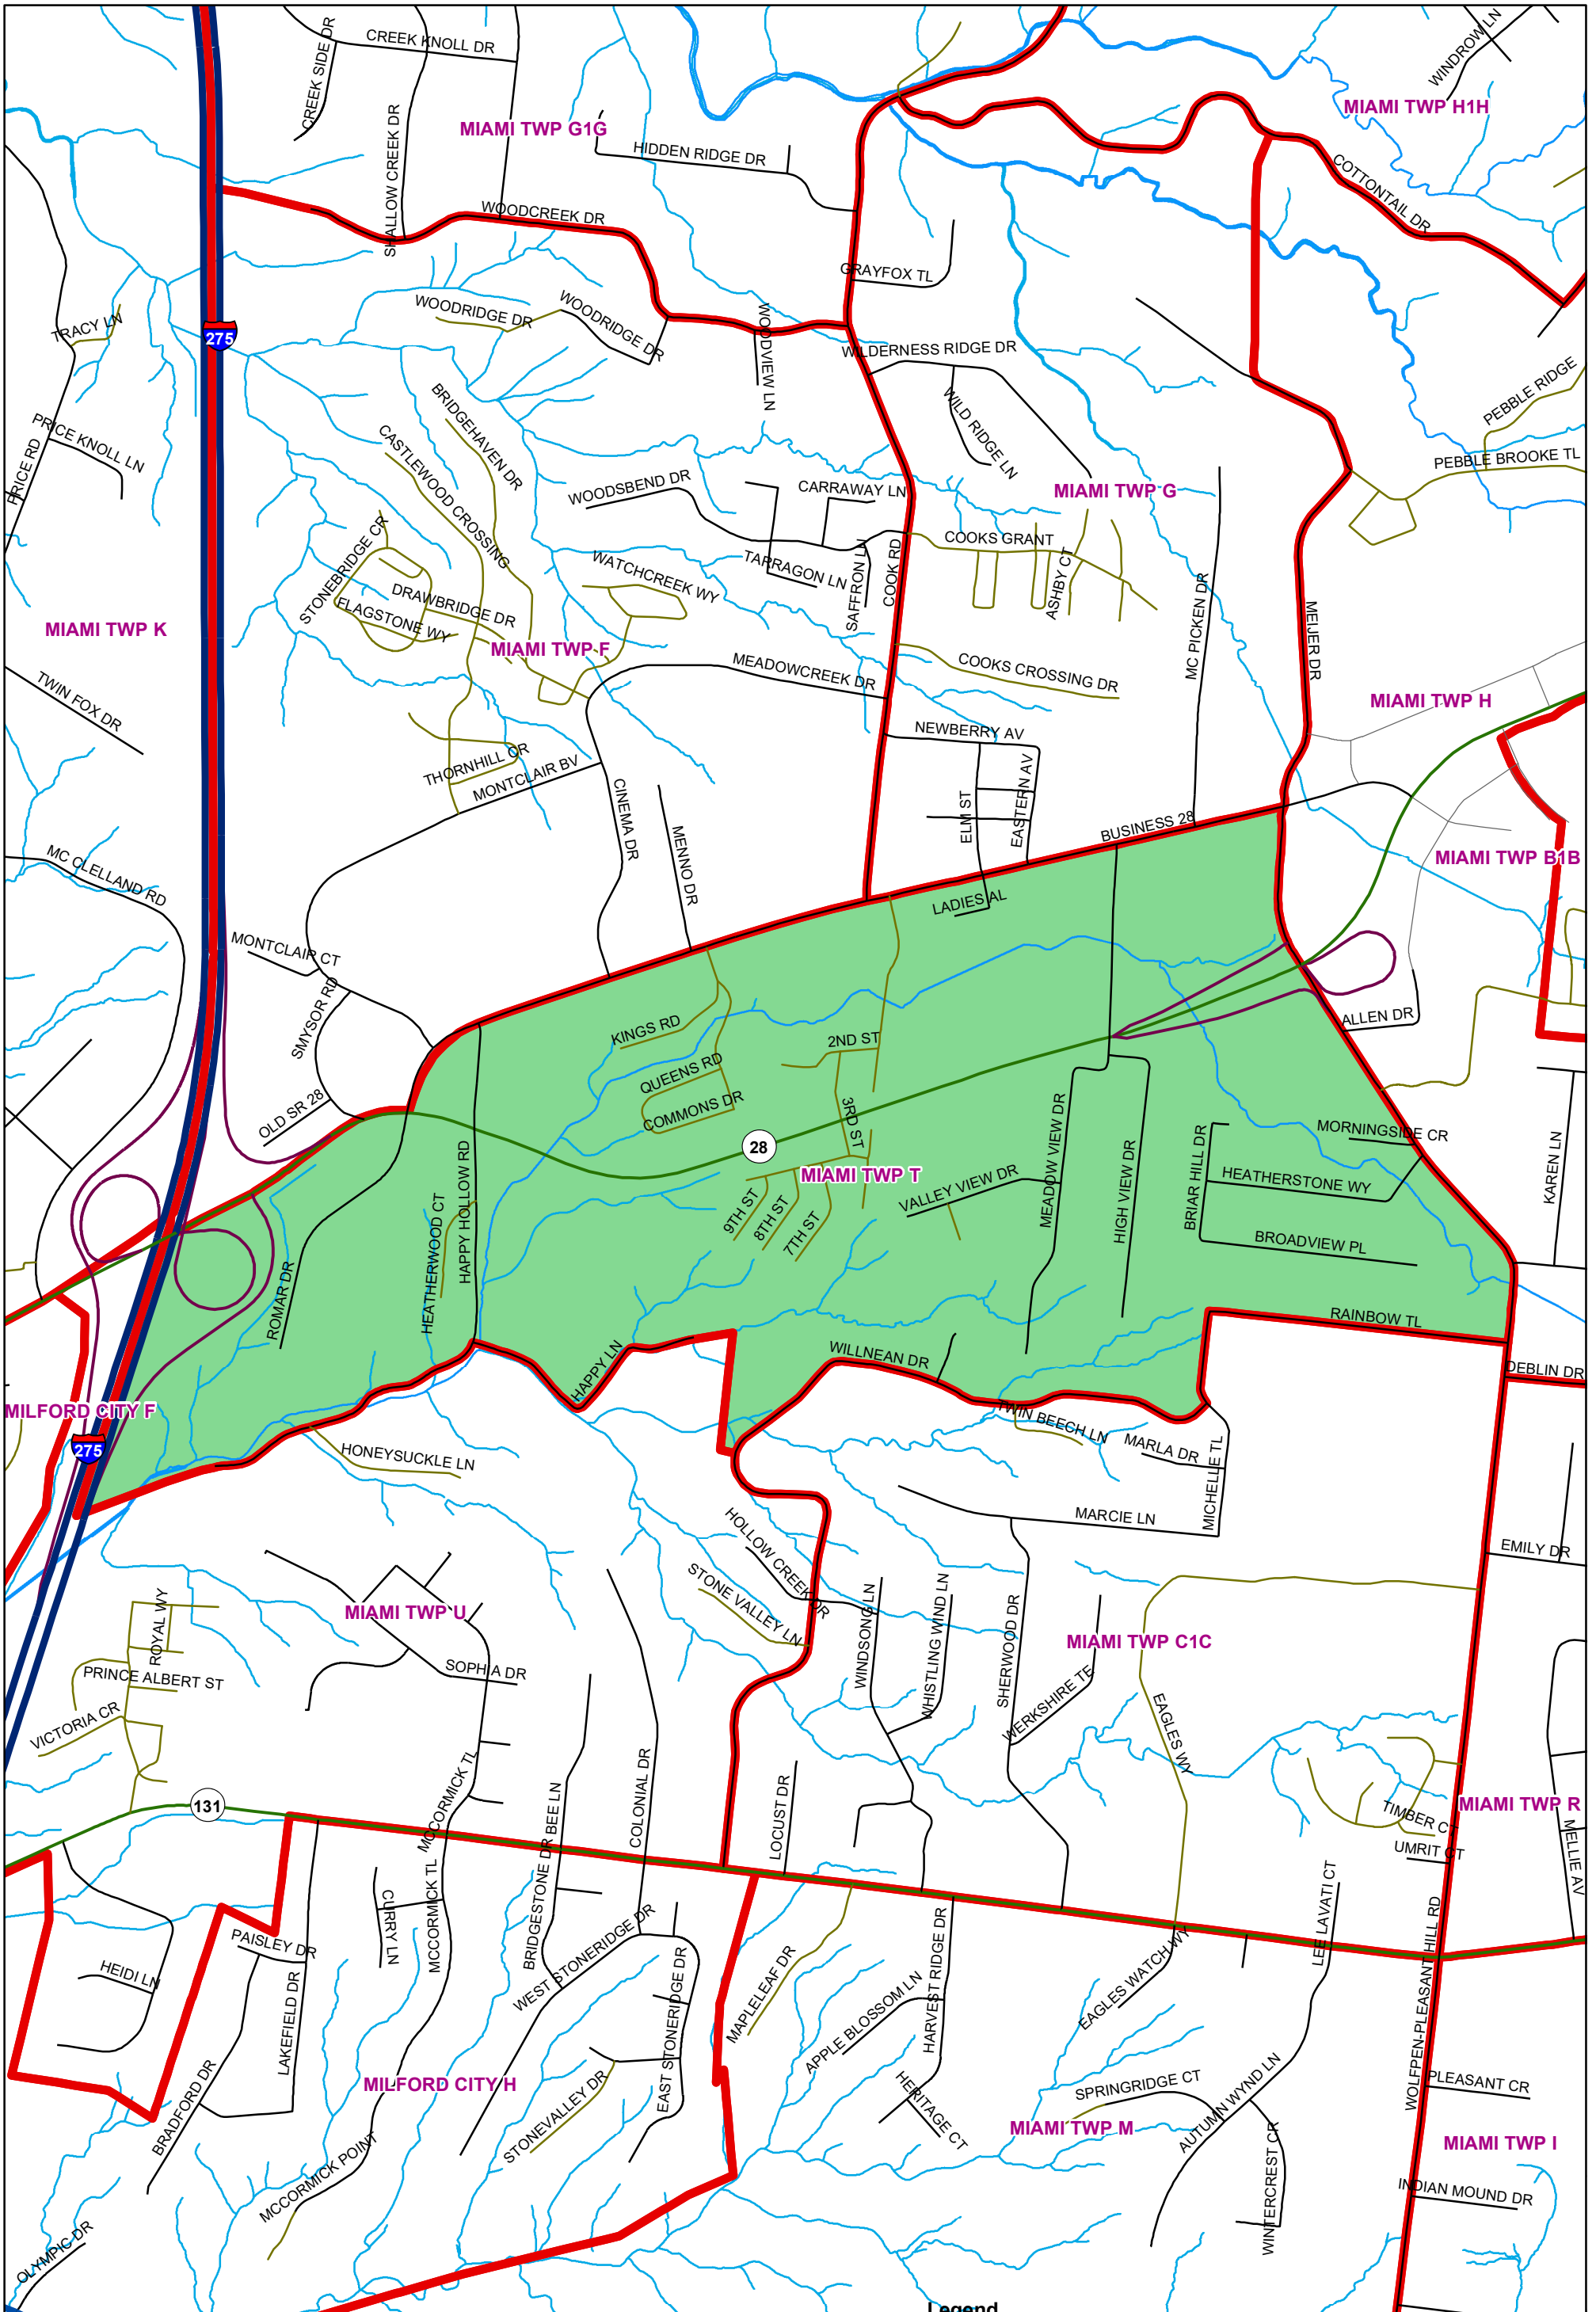 CREEK SIDE DR
CREEK KNOLL DR
WINDROW LN
MIAMI TWP H1H
MIAMI TWP G1G
SHALLOW CREEK DR
HIDDEN RIDGE DR
COTTONTAIL DR
WOODCREEK DR
GRAYFOX TL
TRACY LN
275
WOODRIDGE DR
WOODRIDGE DR
WOODVIEW LN
WILDERNESS RIDGE DR
PEBBLE RIDGE
BRIDGEHAVEN DR
WILD RIDGE LN
PRICE KNOLL LN
PRICE RD
CASTLEWOOD CROSSING
PEBBLE BROOKE TL
WOODSBEND DR
CARRAWAY LN
MIAMI TWP G
STONEBRIDGE CR
COOKS GRANT
TARRAGON LN
SAFFRON LN
COOK RD
ASHBY CT
WATCHCREEK WY
DRAWBRIDGE DR
FLAGSTONE WY
MC PICKEN DR
MEIJER DR
MIAMI TWP K
MIAMI TWP F
MEADOWCREEK DR
COOKS CROSSING DR
TWIN FOX DR
MIAMI TWP H
NEWBERRY AV
THORNHILL CR
MONTCLAIR BV
CINEMA DR
MENNO DR
ELM ST
EASTERN AV
BUSINESS 28
MIAMI TWP B1B
MC CLELLAND RD
LADIES AL
MONTCLAIR CT
SMYSOR RD
ALLEN DR
KINGS RD
2ND ST
QUEENS RD
COMMONS DR
OLD SR 28
3RD ST
28
MIAMI TWP T
MEADOW VIEW DR
HIGH VIEW DR
BRIAR HILL DR
MORNINGSIDE CR
HEATHERSTONE WY
KAREN LN
VALLEY VIEW DR
9TH ST
8TH ST
7TH ST
HEATHERWOOD CT
HAPPY HOLLOW RD
BROADVIEW PL
ROMAR DR
RAINBOW TL
HAPPY LN
WILLNEAN DR
DEBLIN DR
MILFORD CITY F
275
TWIN BEECH LN
MARLA DR
MICHELLE TL
HONEYSUCKLE LN
MARCIE LN
HOLLOW CREEK DR
EMILY DR
STONE VALLEY LN
WINDSONG LN
WHISTLING WIND LN
SHERWOOD DR
ROYAL WY
MIAMI TWP U
MIAMI TWP C1C
PRINCE ALBERT ST
SOPHIA DR
WERKSHIRE TE
EAGLES WY
VICTORIA CR
MCCORMICK TL
BEE LN
COLONIAL DR
LOCUST DR
131
TIMBER CT
MIAMI TWP R
UMRIT CT
MELLIE AV
CURRY LN
MCCORMICK TL
BRIDGESTONE DR
PAISLEY DR
HEIDI LN
WEST STONERIDGE DR
EAST STONERIDGE DR
MAPLELEAF DR
APPLE BLOSSOM LN
HARVEST RIDGE DR
EAGLES WATCH WY
LEE LAVATI CT
WOLFPEN-PLEASANT HILL RD
LAKEFIELD DR
BRADFORD DR
MILFORD CITY H
STONEVALLEY DR
HERITAGE CT
SPRINGRIDGE CT
AUTUMN WYND LN
PLEASANT CR
MIAMI TWP M
MIAMI TWP I
MCCORMICK POINT
WINTERCREST CR
INDIAN MOUND DR
OLYMPIC DR
Legend